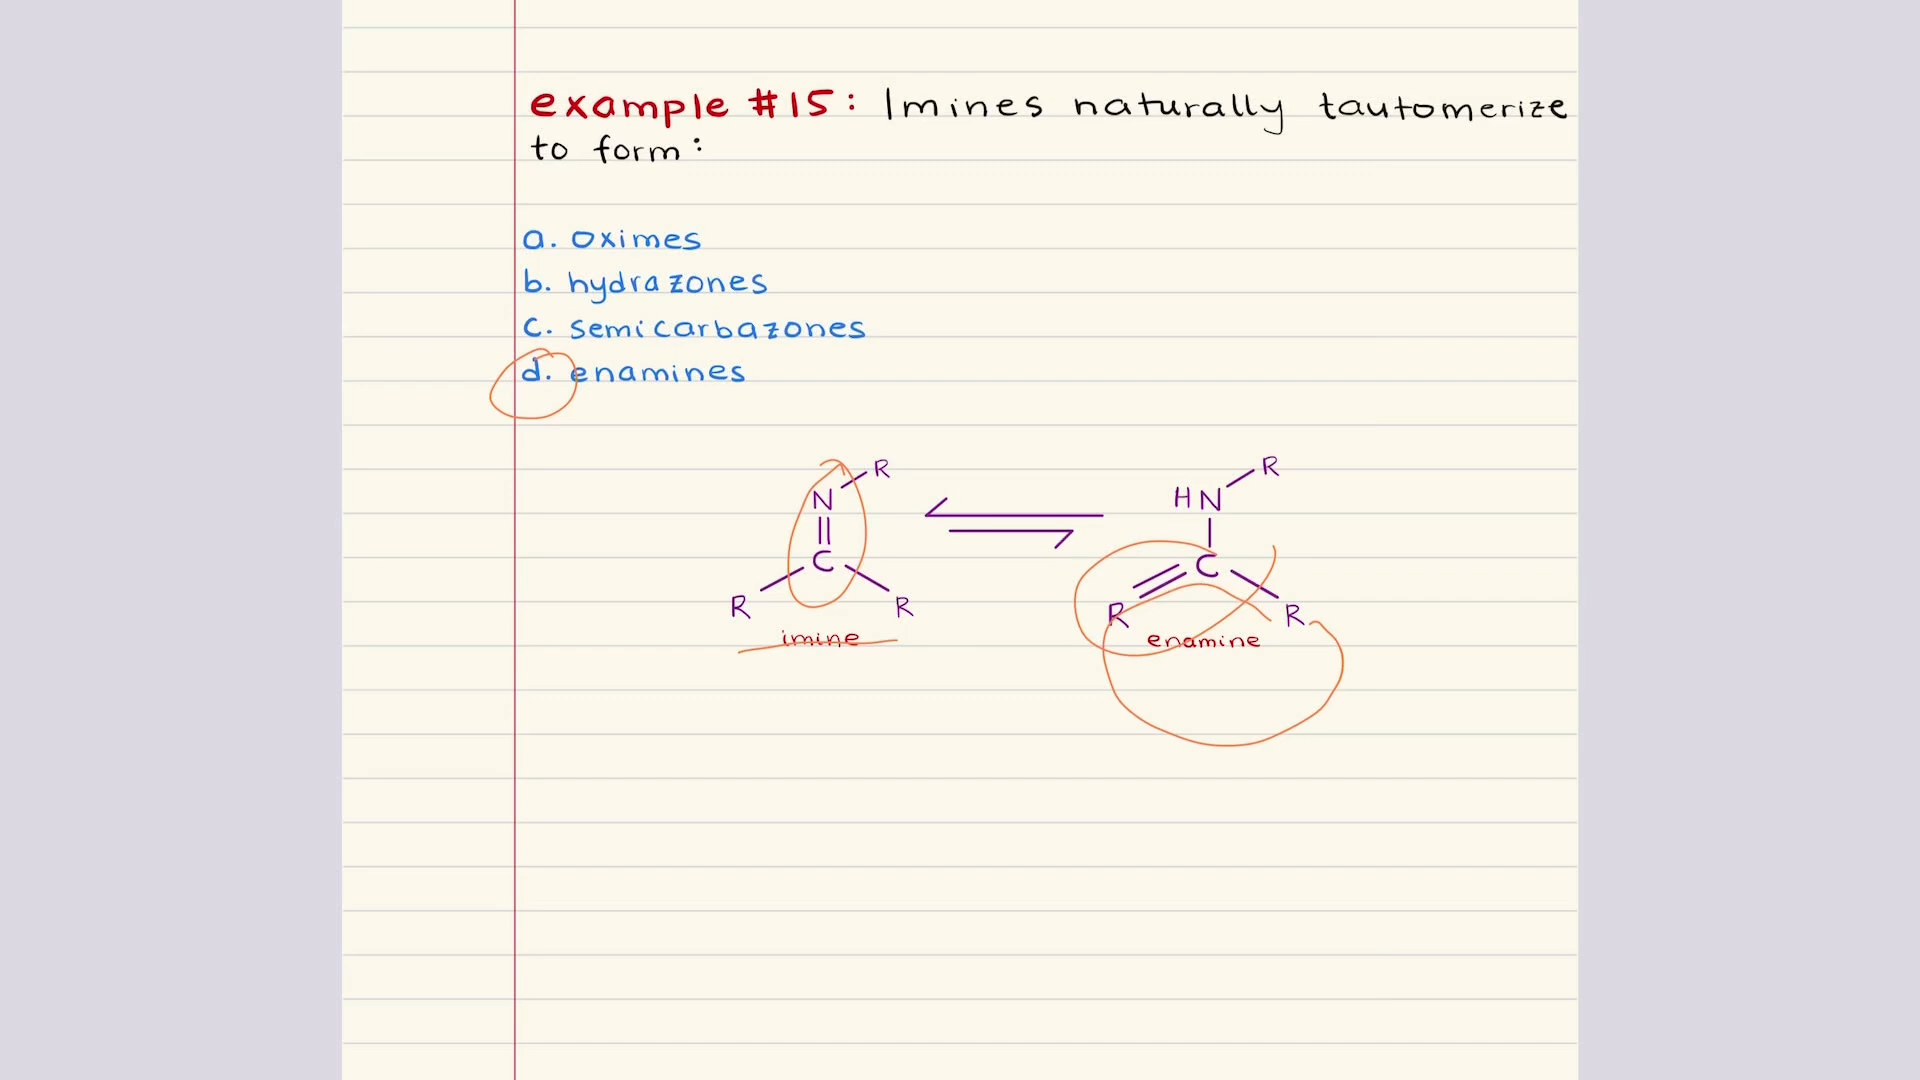 example #15: Imines naturally tautomerize
to form:
a. oximes
b. hydrazones
c. semicarbazones
d. enamines
N R
C
R R
imine
HN R
C
R R
enamine